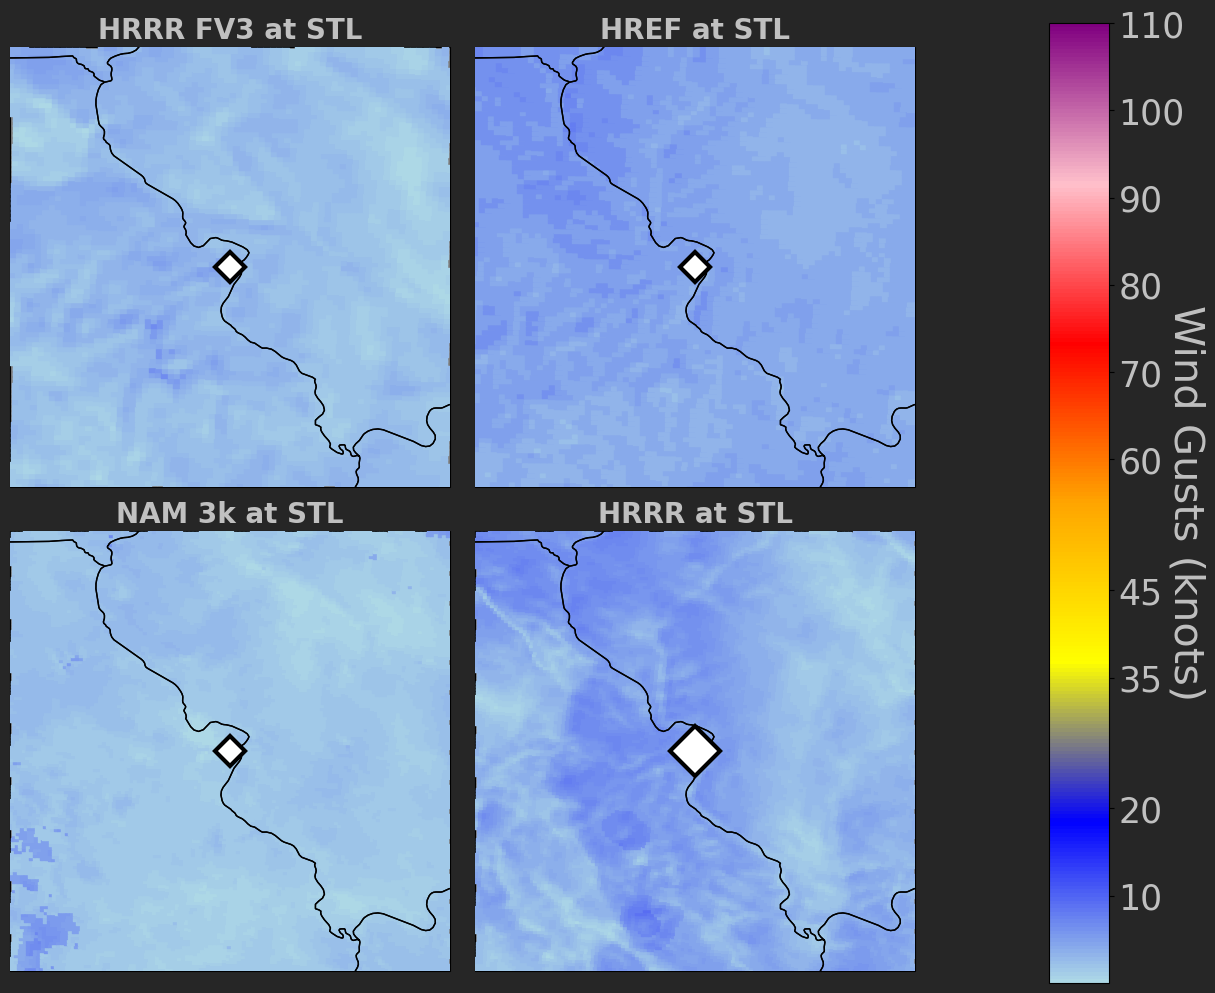 HRRR FV3 at STL
HREF at STL
NAM 3k at STL
HRRR at STL
110
100
90
80
70
60
45
35
20
10
Wind Gusts (knots)